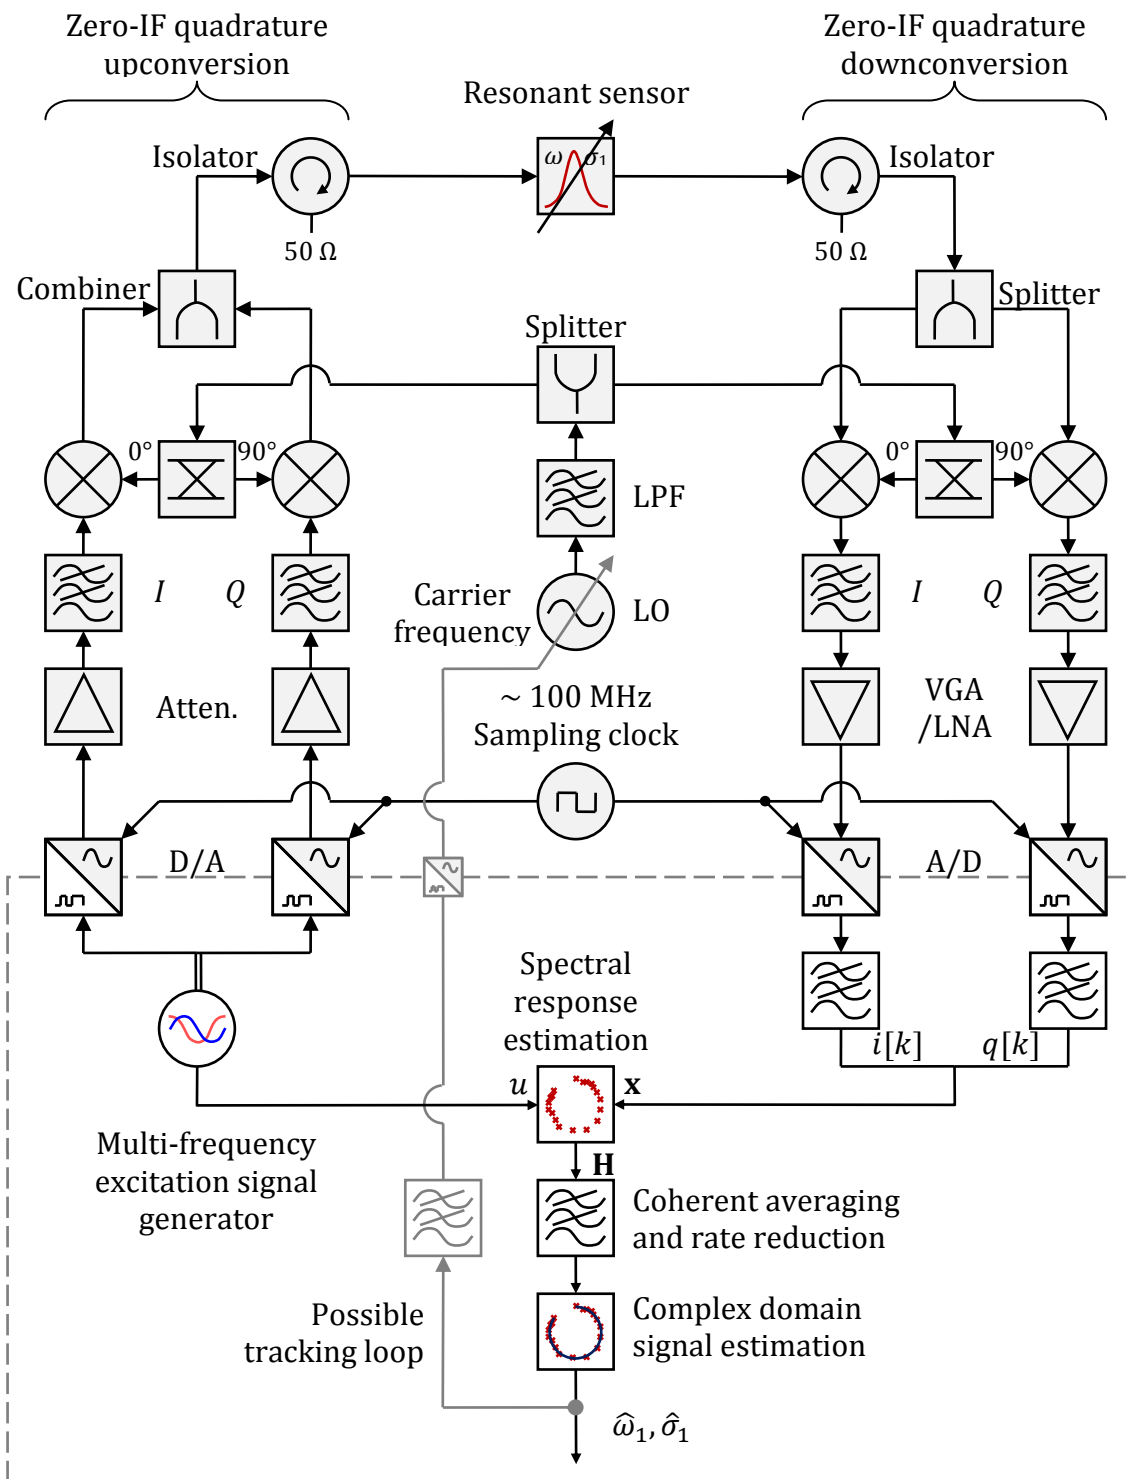 Zero-IF quadrature
upconversion
Zero-IF quadrature
downconversion
Resonant sensor
Isolator
ω σ₁
Isolator
50 Ω
50 Ω
Combiner
Splitter
Splitter
0° 90°
0° 90°
LPF
I Q
I Q
Carrier
frequency
LO
Atten.
~ 100 MHz
Sampling clock
VGA
/LNA
D/A
A/D
Spectral
response
estimation
i[k] q[k]
u x
Multi-frequency
excitation signal
generator
H
Coherent averaging
and rate reduction
Possible
tracking loop
Complex domain
signal estimation
ω̂₁, σ̂₁